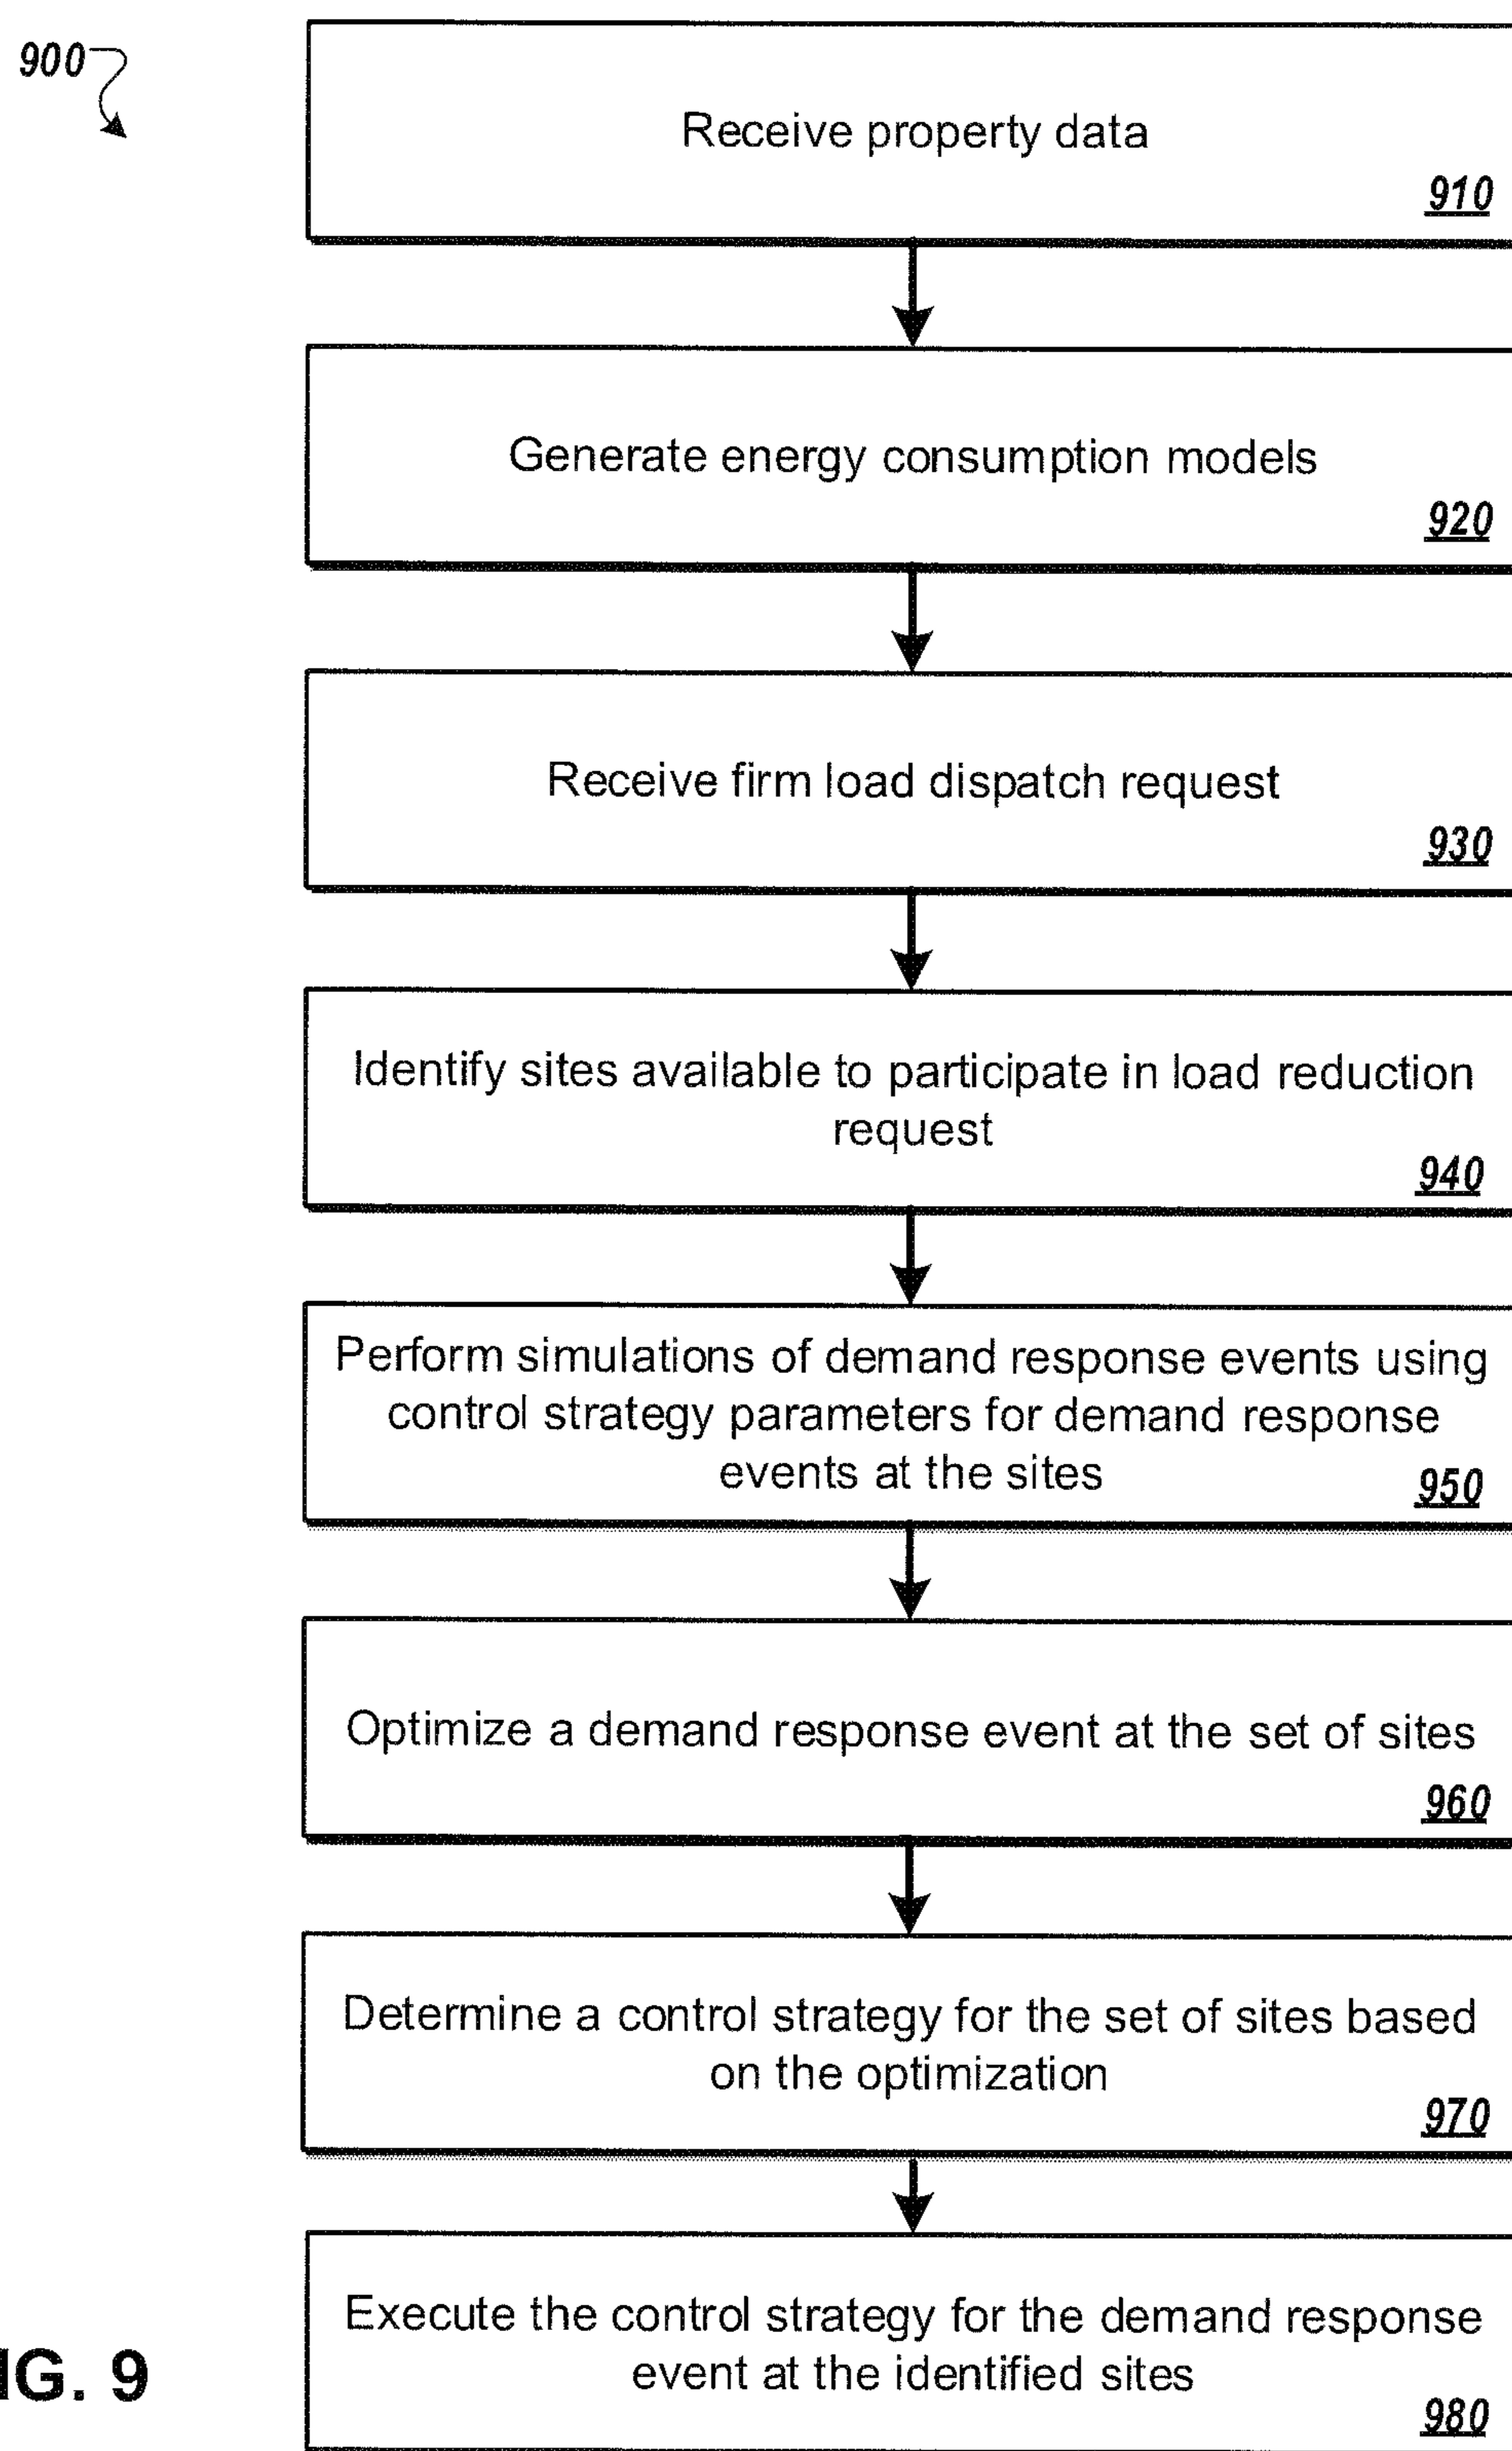 900
Receive property data
910
Generate energy consumption models
920
Receive firm load dispatch request
930
Identify sites available to participate in load reduction
request
940
Perform simulations of demand response events using
control strategy parameters for demand response
events at the sites
950
Optimize a demand response event at the set of sites
960
Determine a control strategy for the set of sites based
on the optimization
970
Execute the control strategy for the demand response
event at the identified sites
980
IG. 9